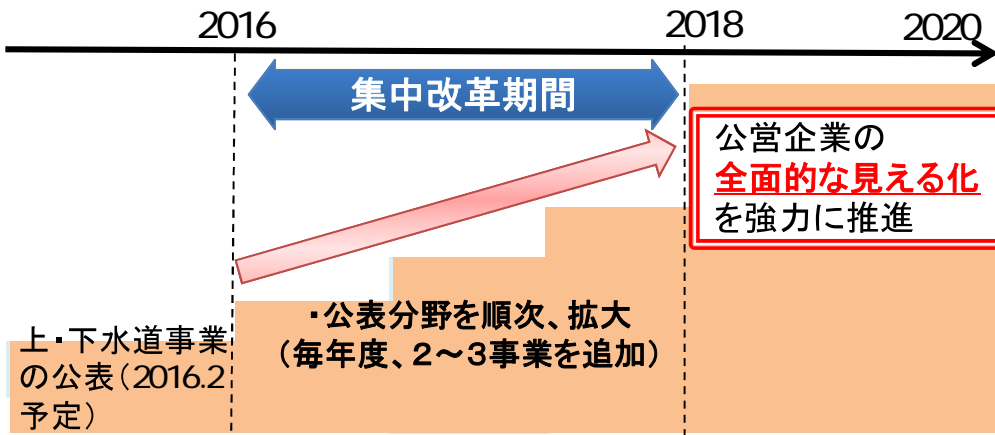 2016
2018
2020
集中改革期間
公営企業の
全面的な見える化
を強力に推進
・公表分野を順次、拡大
（毎年度、２～３事業を追加）
上・下水道事業
の公表（2016.2
予定）